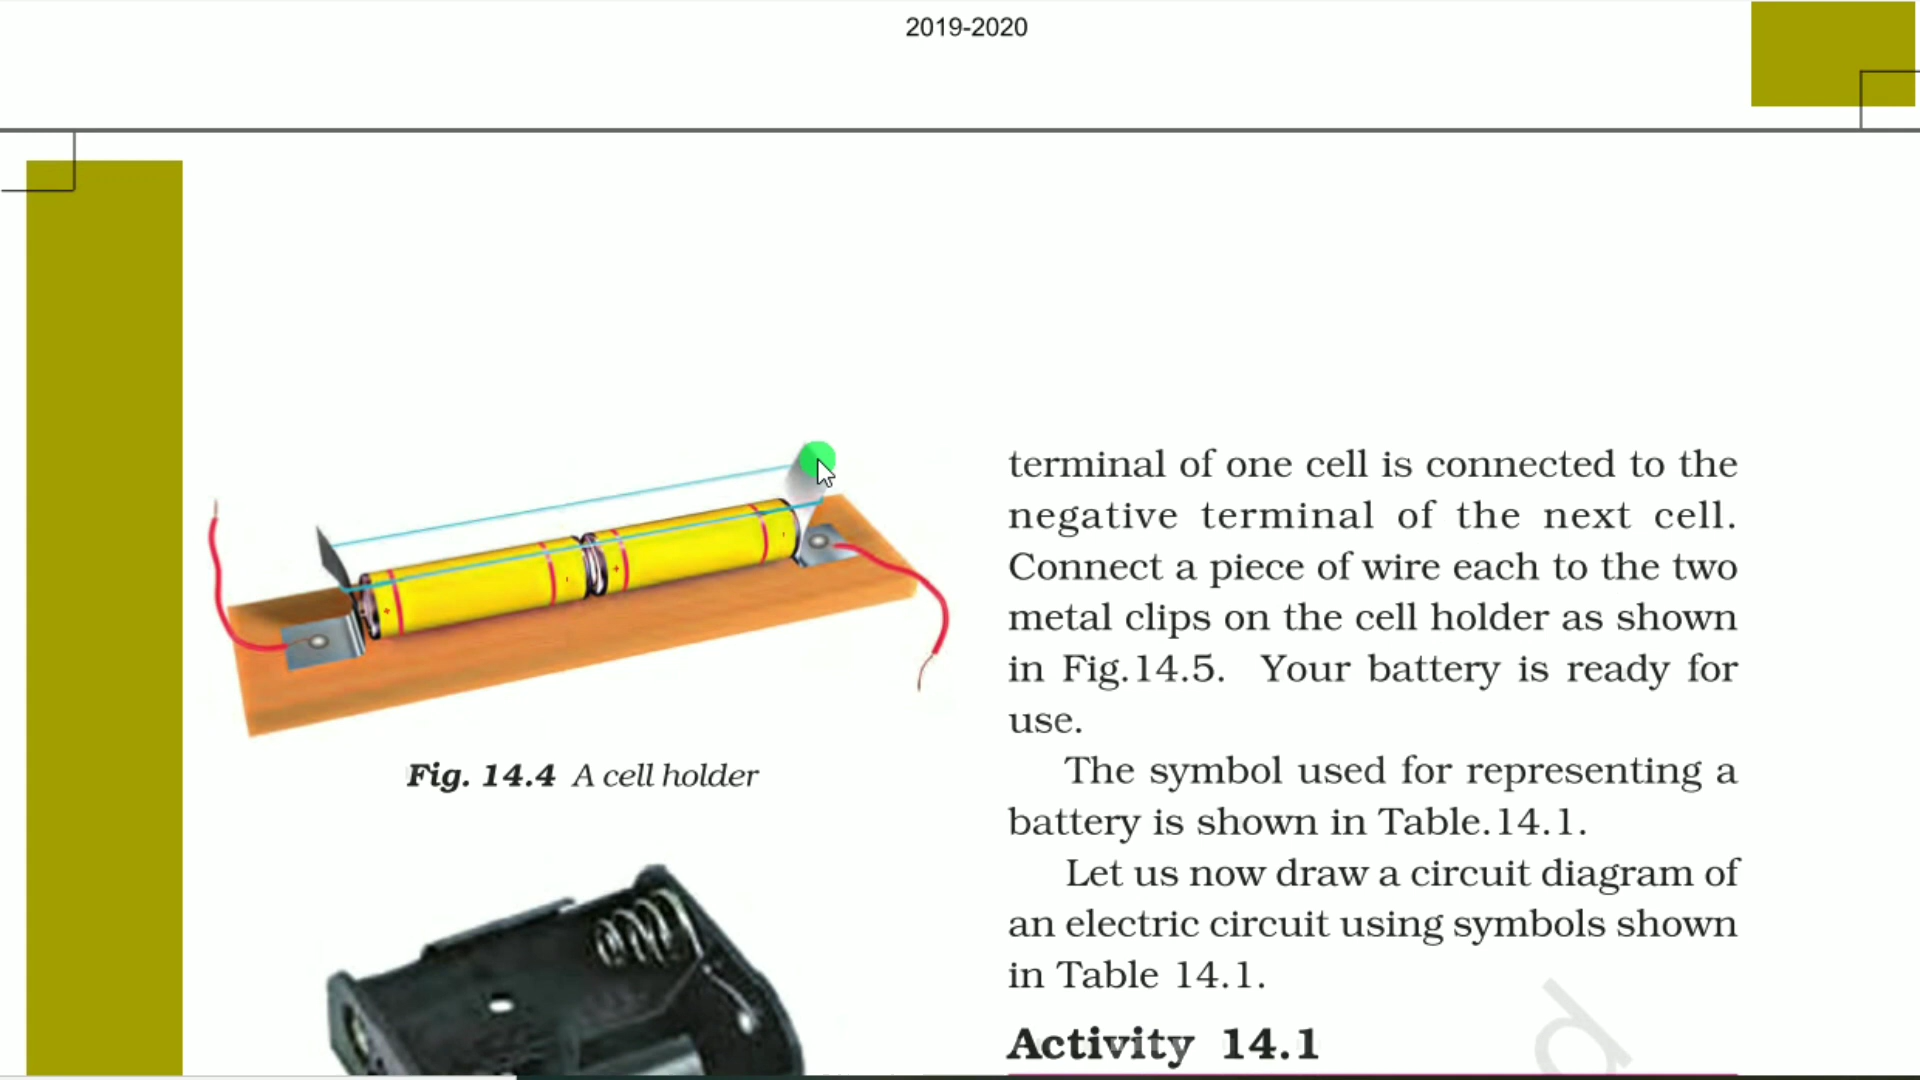 2019-2020
Fig. 14.4 A cell holder
terminal of one cell is connected to the
negative terminal of the next cell.
Connect a piece of wire each to the two
metal clips on the cell holder as shown
in Fig.14.5. Your battery is ready for
use.
The symbol used for representing a
battery is shown in Table.14.1.
Let us now draw a circuit diagram of
an electric circuit using symbols shown
in Table 14.1.
Activity 14.1
d